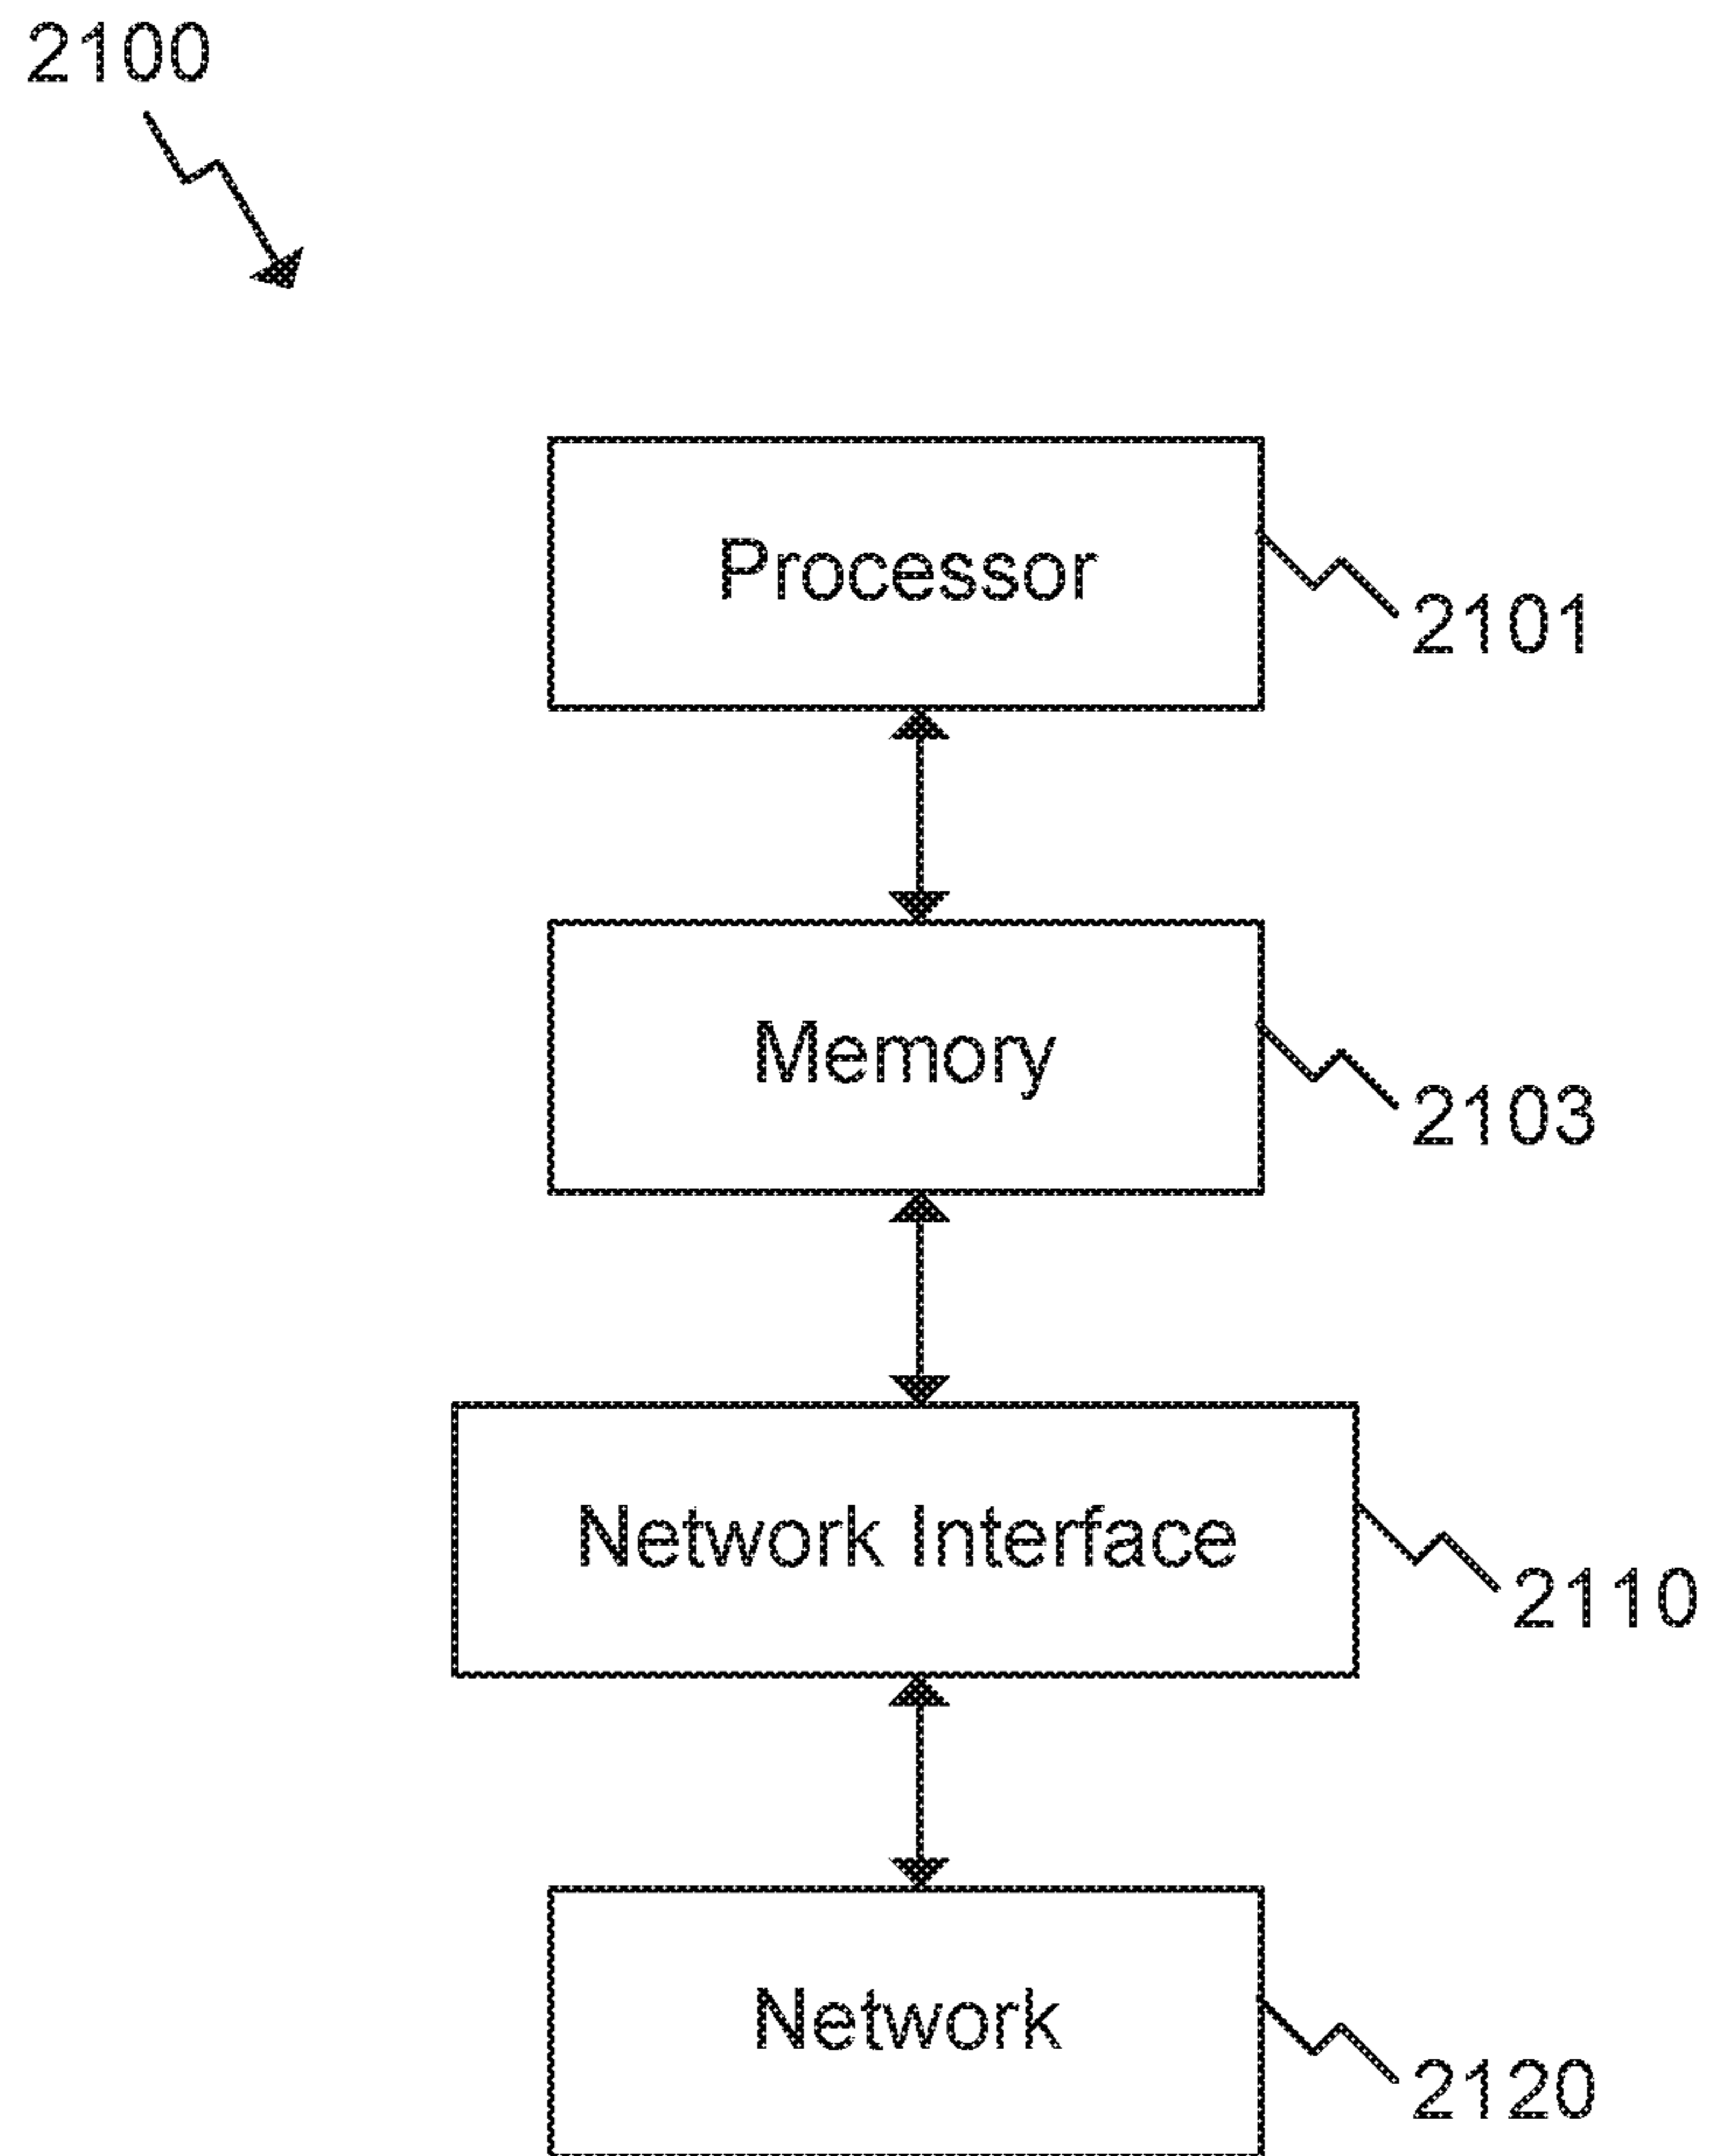 2100
Processor
2101
Memory
2103
Network Interface
2110
Network
2120